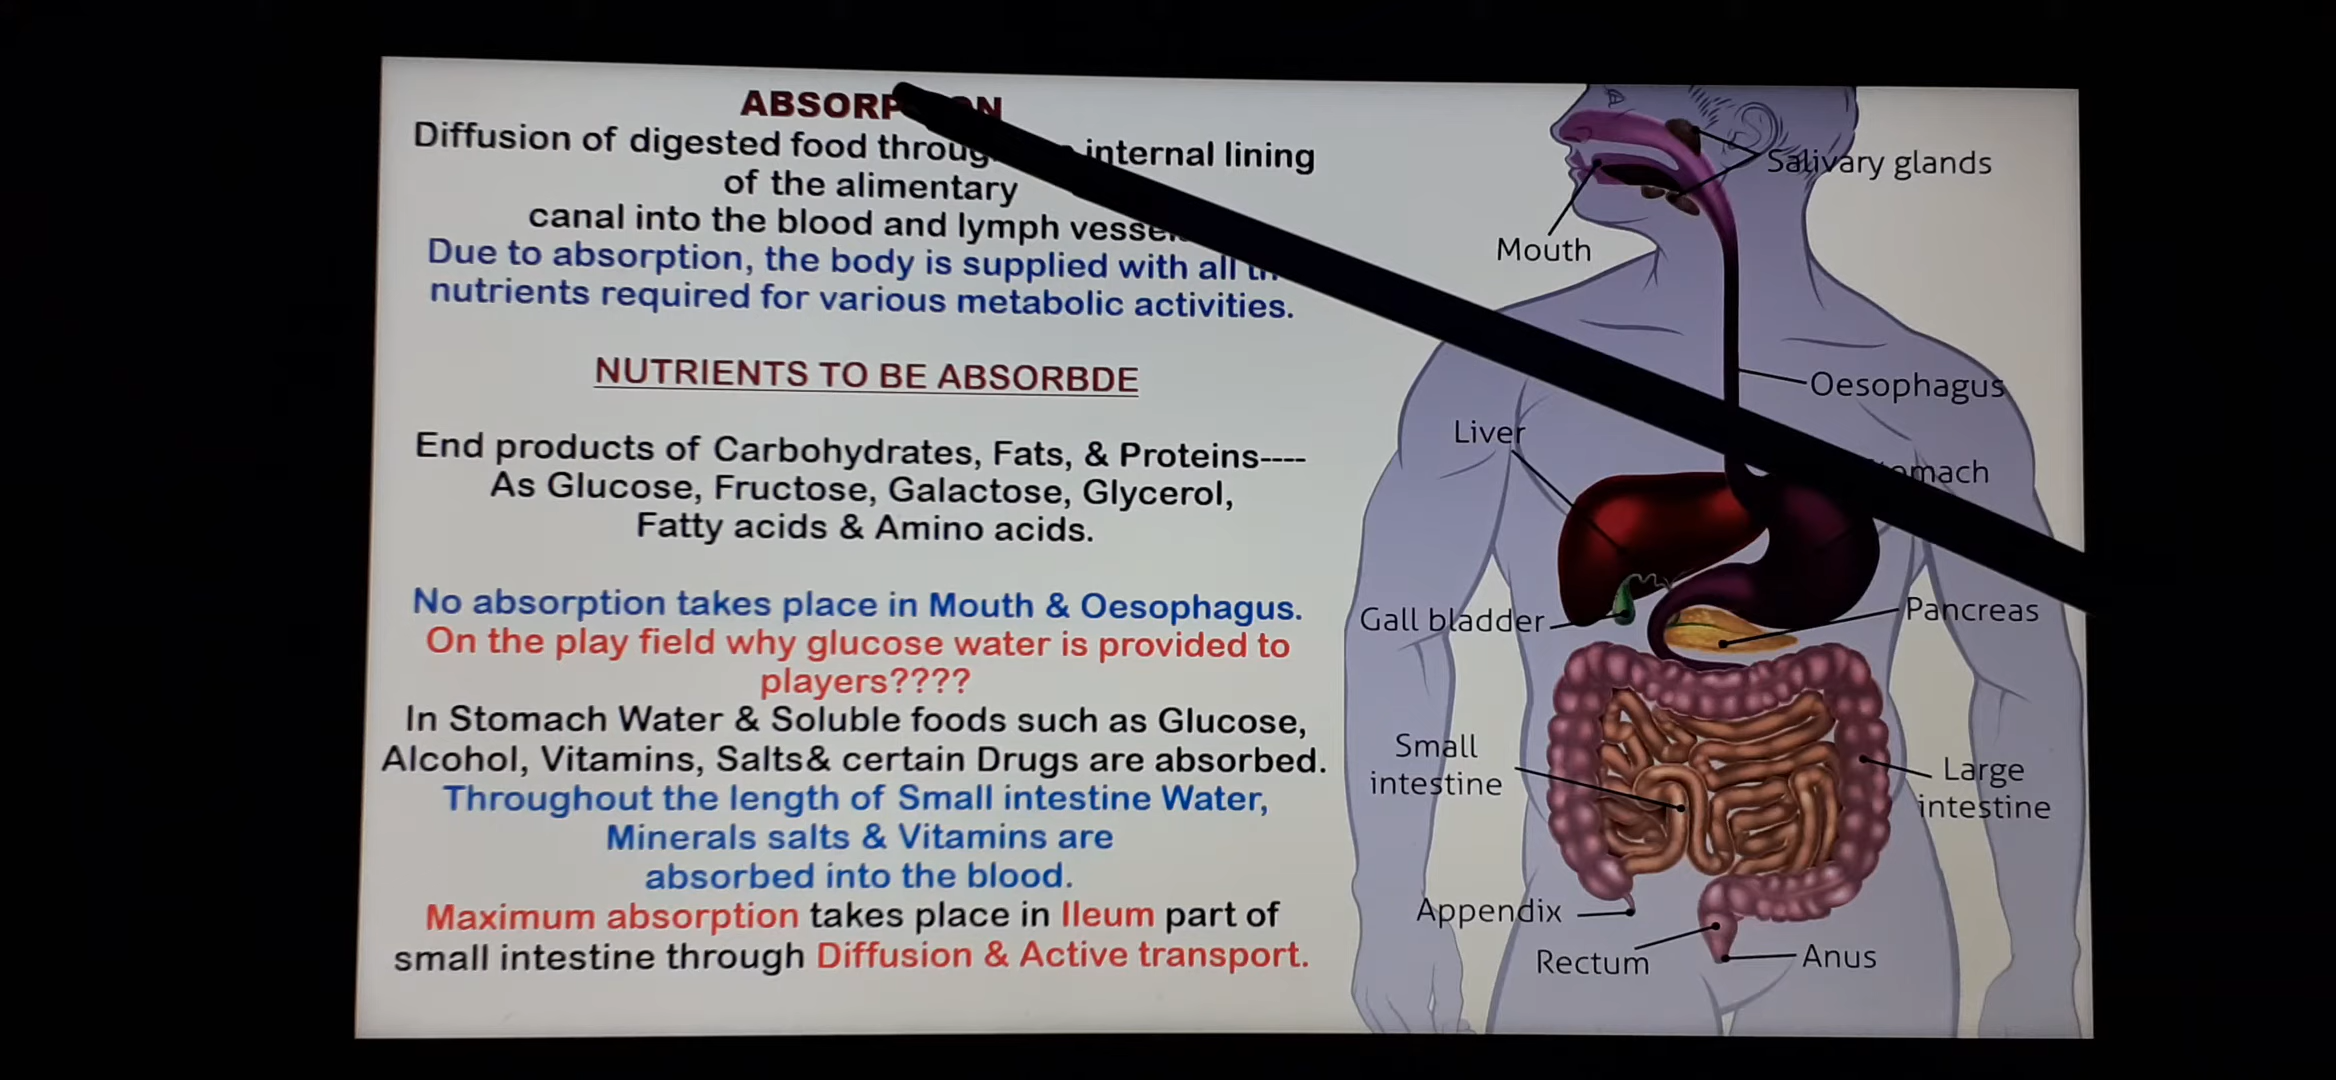 ABSORPTION
Diffusion of digested food through internal lining
of the alimentary
canal into the blood and lymph
Due to absorption, the body is supplied with all
nutrients required for various metabolic activities.
NUTRIENTS TO BE ABSORBDE
End products of Carbohydrates, Fats, & Proteins----
As Glucose, Fructose, Galactose, Glycerol,
Fatty acids & Amino acids.
No absorption takes place in Mouth & Oesophagus.
On the play field why glucose water is provided to
players????
In Stomach Water & Soluble foods such as Glucose,
Alcohol, Vitamins, Salts& certain Drugs are absorbed.
Throughout the length of Small intestine Water,
Minerals salts & Vitamins are
absorbed into the blood.
Maximum absorption takes place in Ileum part of
small intestine through Diffusion & Active transport.
Salivary glands
Mouth
Oesophagus
Liver
Stomach
Gall bladder
Pancreas
Small
intestine
Large
intestine
Appendix
Rectum
Anus